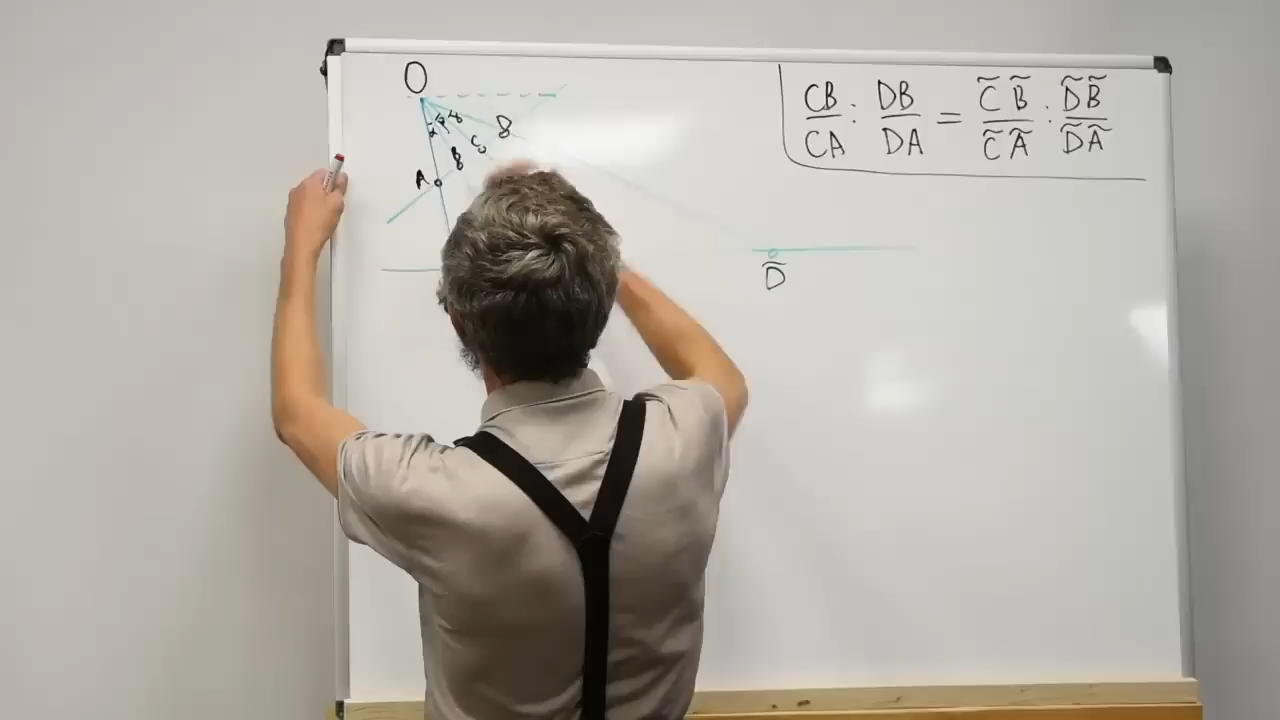 O
CB/CA : DB/DA = C̃B̃/C̃Ã : D̃B̃/D̃Ã
α β γ
A B C D
D̃